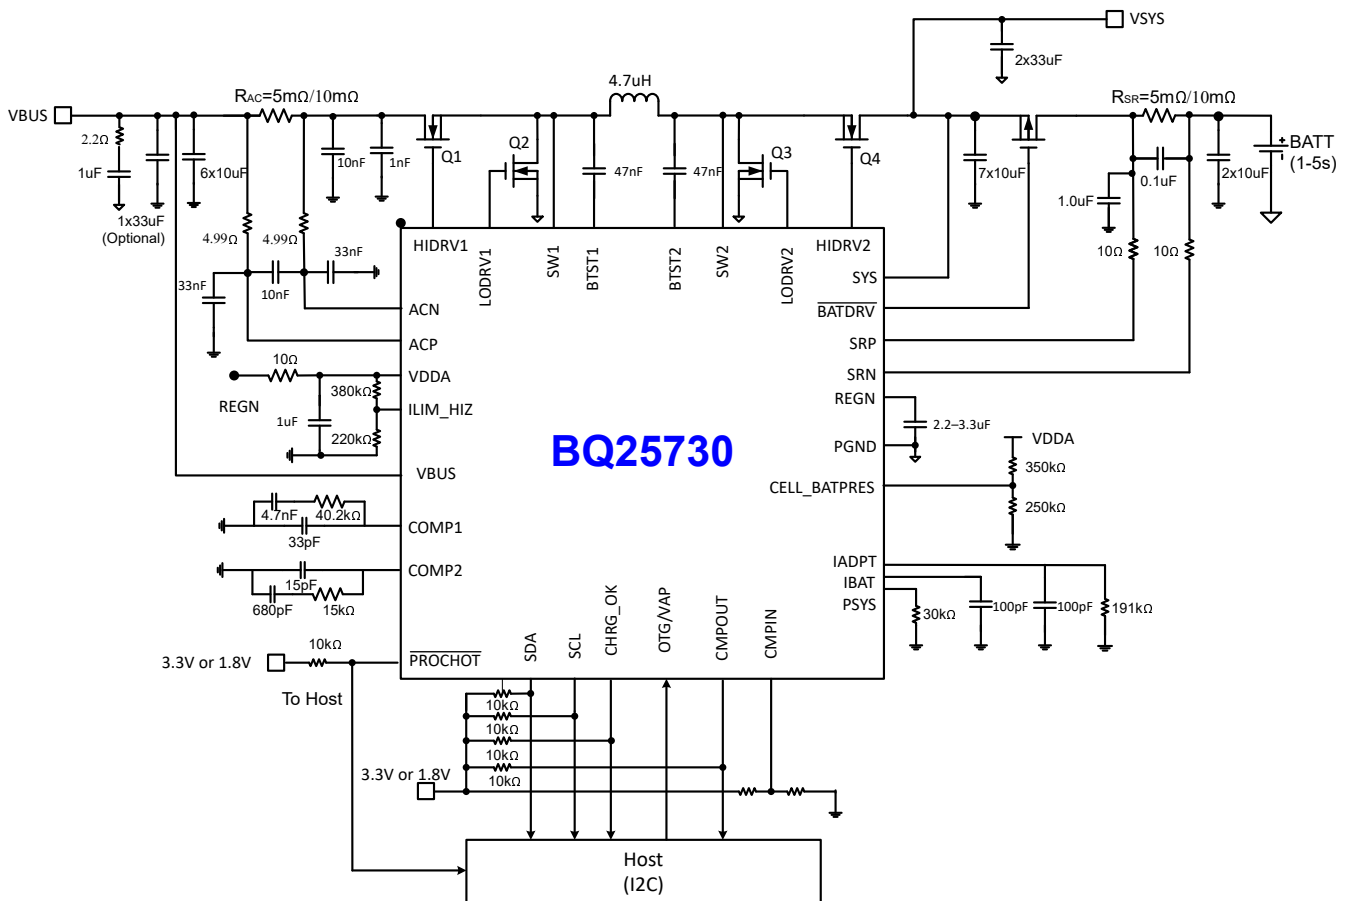 VSYS
2x33uF
4.7uH
RAC=5mΩ/10mΩ
RSR=5mΩ/10mΩ
VBUS
2.2Ω
1uF
1x33uF
(Optional)
6x10uF
10nF
1nF
Q1
Q2
47nF
47nF
Q3
Q4
7x10uF
1.0uF
0.1uF
2x10uF
+
-
BATT
(1-5s)
4.99Ω
4.99Ω
33nF
10nF
33nF
10Ω
10Ω
HIDRV1
LODRV1
SW1
BTST1
BTST2
SW2
LODRV2
HIDRV2
SYS
BATDRV
SRP
SRN
REGN
2.2–3.3uF
PGND
VDDA
350kΩ
CELL_BATPRES
250kΩ
IADPT
IBAT
PSYS
30kΩ
100pF
100pF
191kΩ
ACN
ACP
10Ω
VDDA
REGN
380kΩ
ILIM_HIZ
1uF
220kΩ
VBUS
BQ25730
4.7nF
40.2kΩ
COMP1
33pF
COMP2
15pF
680pF
15kΩ
10kΩ
3.3V or 1.8V
PROCHOT
To Host
SDA
SCL
CHRG_OK
OTG/VAP
CMPOUT
CMPIN
10kΩ
10kΩ
10kΩ
10kΩ
3.3V or 1.8V
Host
(I2C)